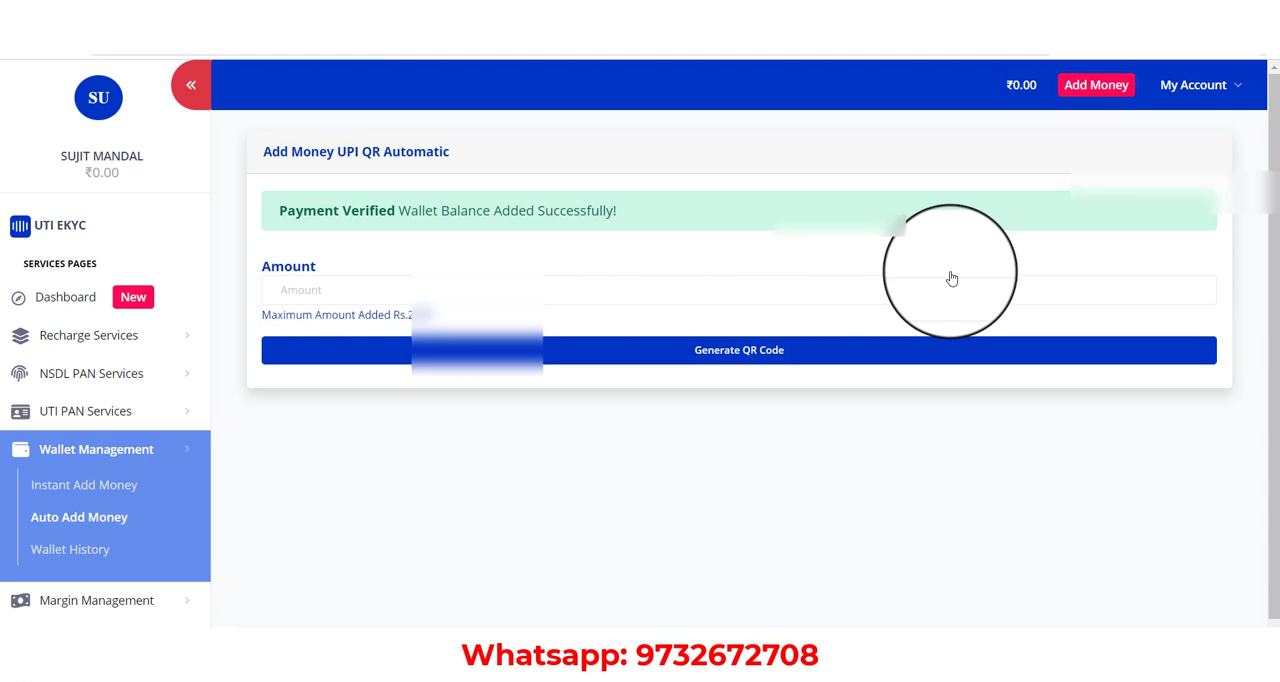 SU
SUJIT MANDAL
₹0.00
UTI EKYC
SERVICES PAGES
Dashboard New
Recharge Services
NSDL PAN Services
UTI PAN Services
Wallet Management
Instant Add Money
Auto Add Money
Wallet History
Margin Management
₹0.00 Add Money My Account
Add Money UPI QR Automatic
Payment Verified Wallet Balance Added Successfully!
Amount
Amount
Maximum Amount Added
Generate QR Code
Whatsapp: 9732672708